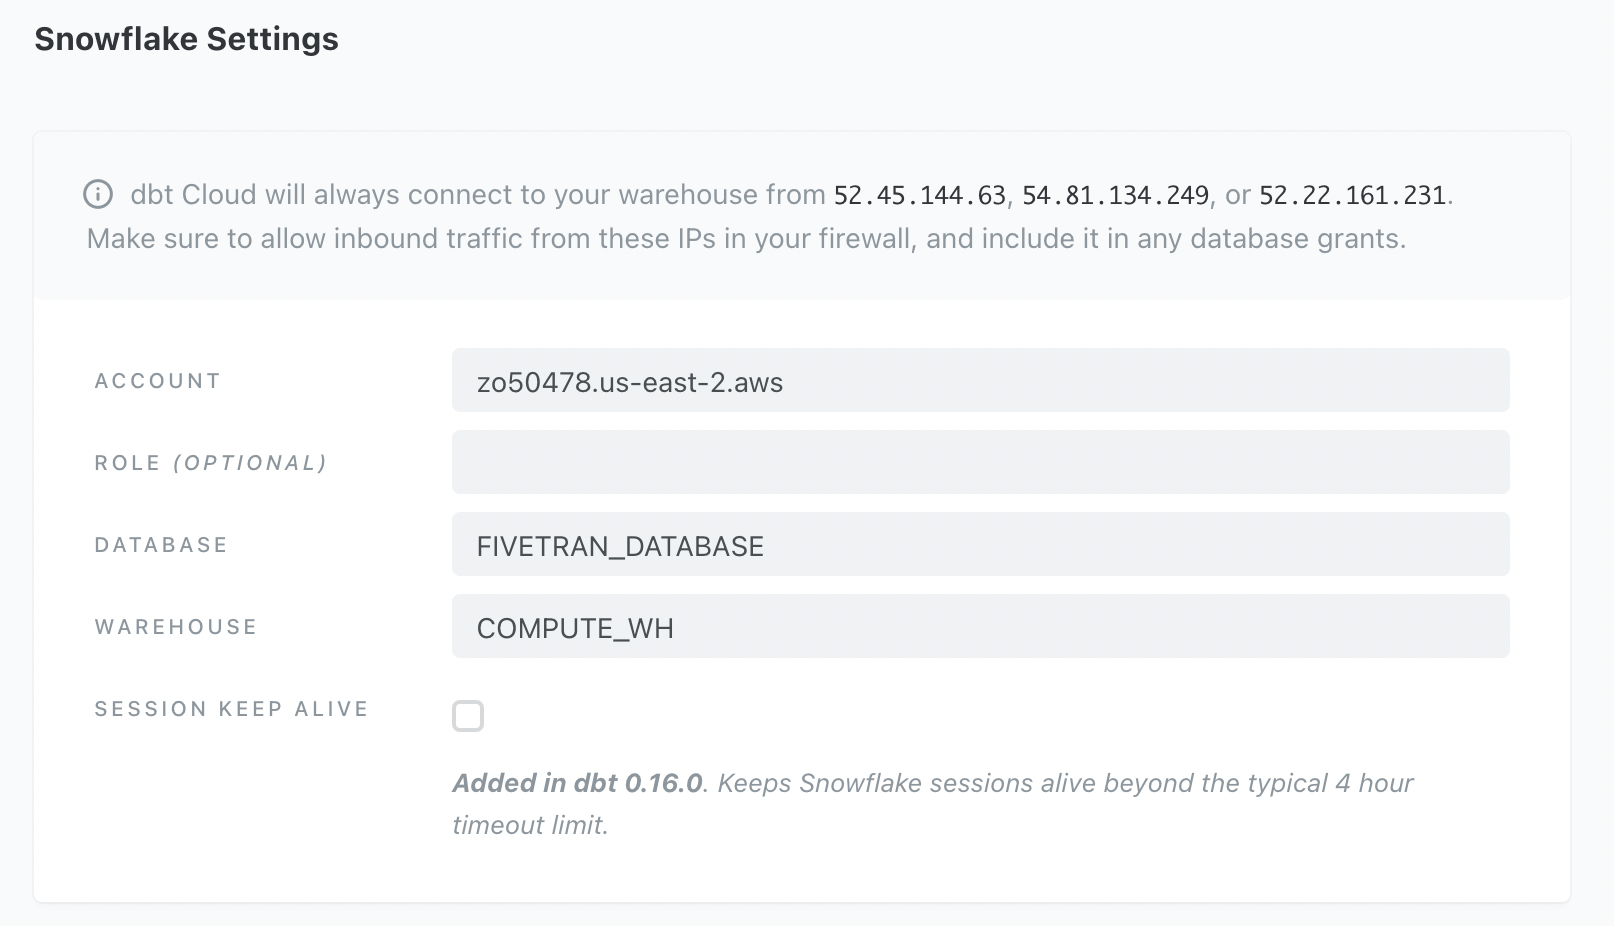 Snowflake Settings
dbt Cloud will always connect to your warehouse from 52.45.144.63, 54.81.134.249, or 52.22.161.231.
Make sure to allow inbound traffic from these IPs in your firewall, and include it in any database grants.
ACCOUNT zo50478.us-east-2.aws
ROLE (OPTIONAL)
DATABASE FIVETRAN_DATABASE
WAREHOUSE COMPUTE_WH
SESSION KEEP ALIVE
Added in dbt 0.16.0. Keeps Snowflake sessions alive beyond the typical 4 hour
timeout limit.